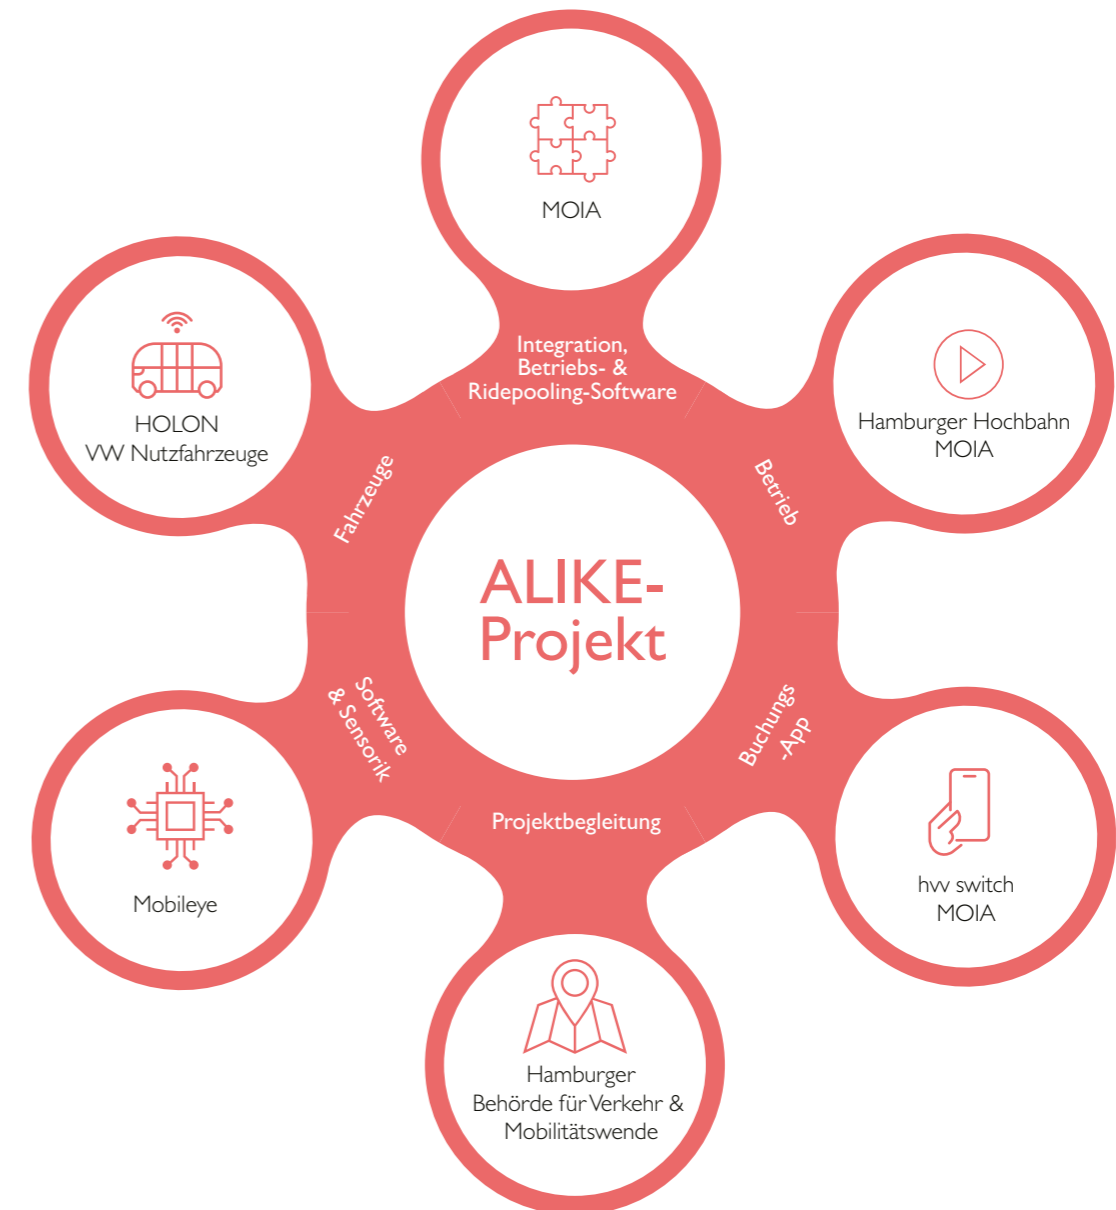 MOIA
Integration,
Betriebs- &
Ridepooling-Software
Hamburger Hochbahn
MOIA
Betrieb
hvv switch
MOIA
Buchungs
-App
Hamburger
Behörde für Verkehr &
Mobilitätswende
Projektbegleitung
Mobileye
Software
& Sensorik
HOLON
VW Nutzfahrzeuge
Fahrzeuge
ALIKE-
Projekt